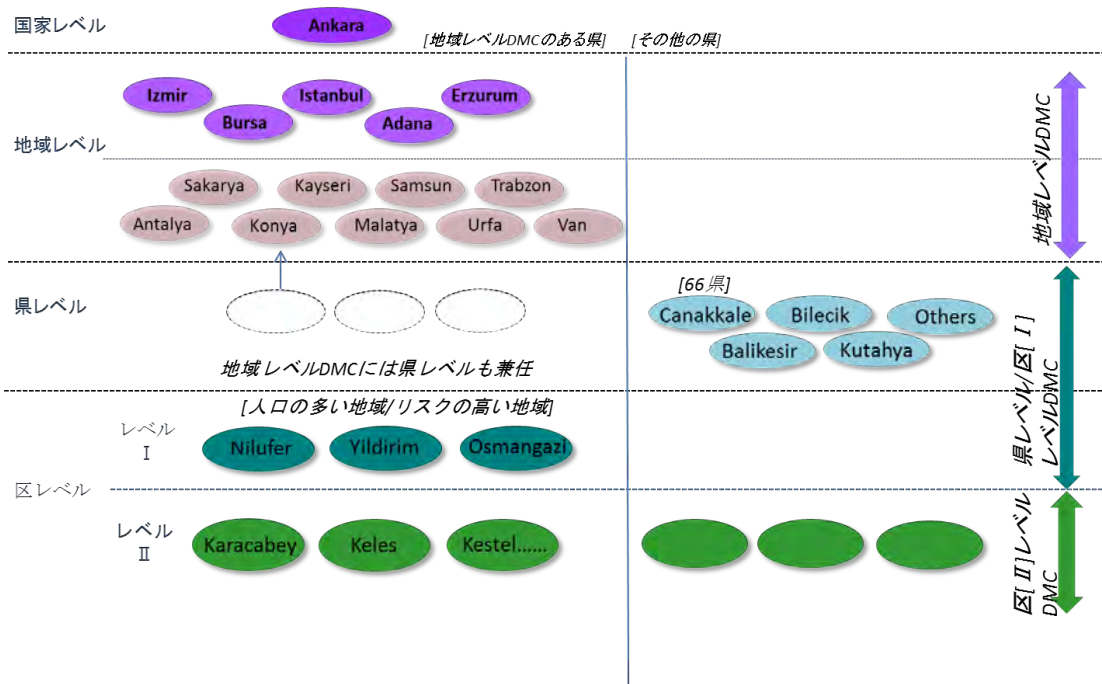 国家レベル
Ankara
[地域レベルDMCのある県]
[その他の県]
Izmir
Istanbul
Erzurum
Bursa
Adana
地域レベル
Sakarya
Kayseri
Samsun
Trabzon
Antalya
Konya
Malatya
Urfa
Van
地域レベルDMC
県レベル
[66県]
Canakkale
Bilecik
Others
Balikesir
Kutahya
地域レベルDMCには県レベルも兼任
県レベル/区[Ⅰ]
レベルDMC
[人口の多い地域/リスクの高い地域]
レベル
Ⅰ
Nilufer
Yildirim
Osmangazi
区レベル
レベル
Ⅱ
Karacabey
Keles
Kestel......
区[Ⅱ]レベル
DMC